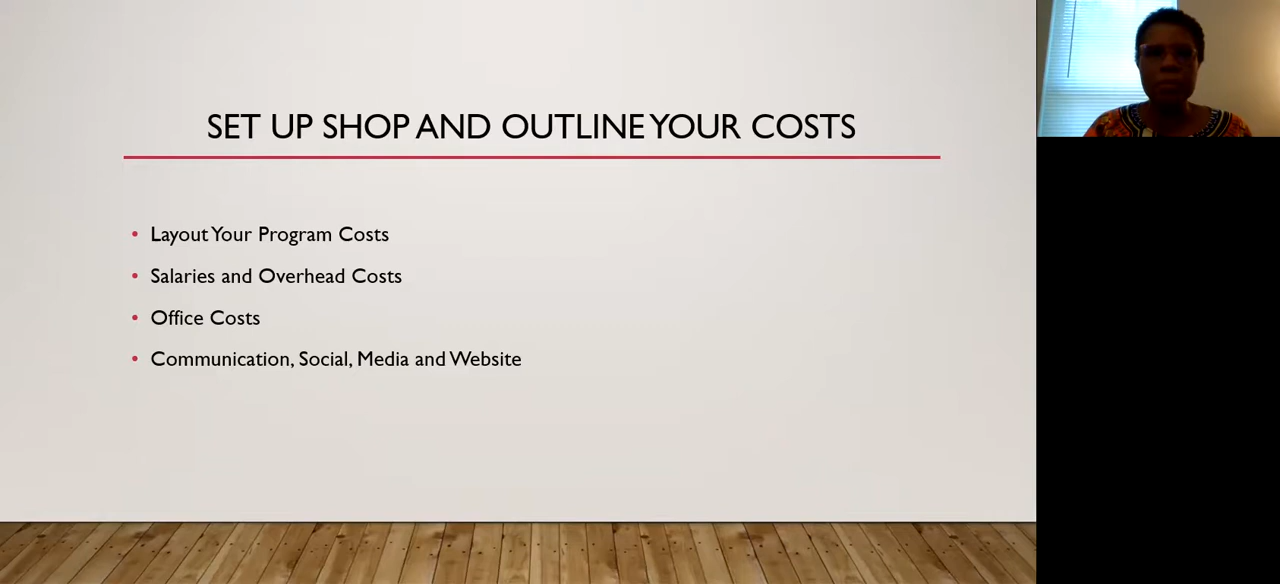 SET UP SHOP AND OUTLINE YOUR COSTS
Layout Your Program Costs
Salaries and Overhead Costs
Office Costs
Communication, Social, Media and Website